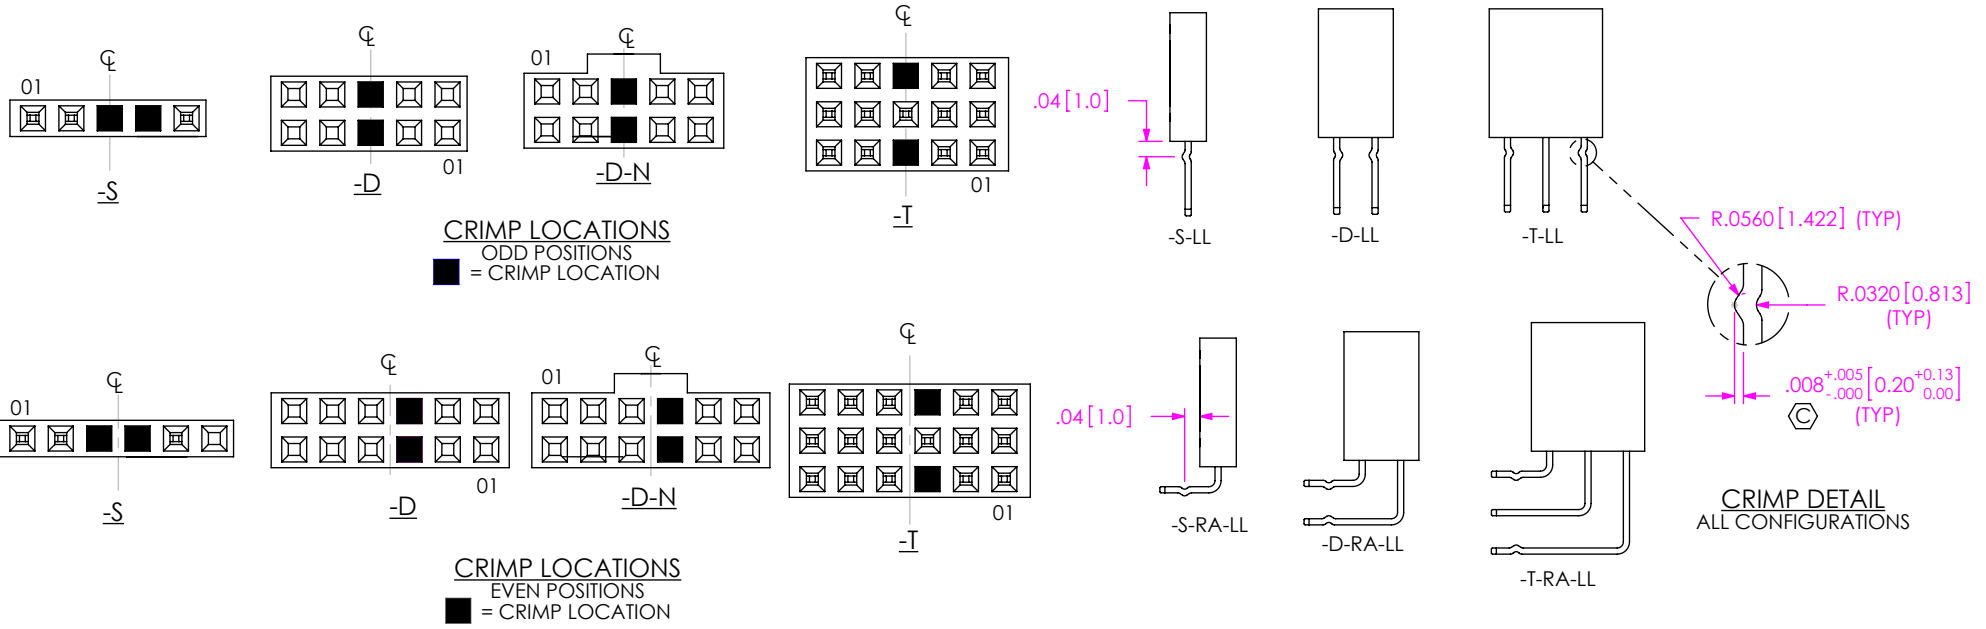 ℄
01
-S
℄
01
-D
℄
01
-D-N
℄
01
-T
CRIMP LOCATIONS
ODD POSITIONS
= CRIMP LOCATION
.04[1.0]
-S-LL
-D-LL
-T-LL
R.0560[1.422] (TYP)
R.0320[0.813]
(TYP)
.008+.005-.000[0.20+0.13 0.00]
(TYP)
C
CRIMP DETAIL
ALL CONFIGURATIONS
℄
01
-S
℄
01
-D
℄
01
-D-N
℄
01
-T
CRIMP LOCATIONS
EVEN POSITIONS
= CRIMP LOCATION
.04[1.0]
-S-RA-LL
-D-RA-LL
-T-RA-LL